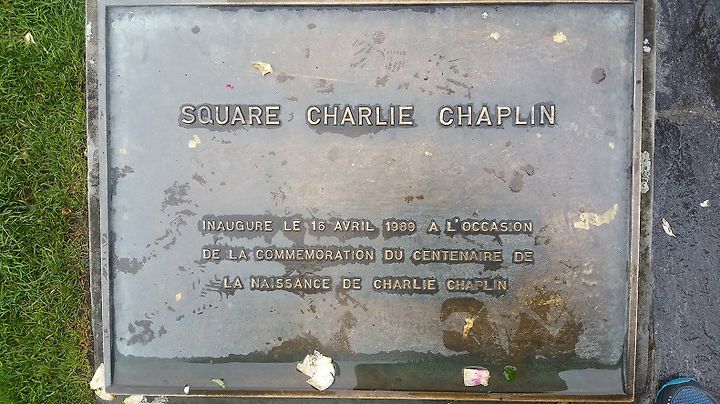 SQUARE CHARLIE CHAPLIN
INAUGURE LE 16 AVRIL 1989 A L'OCCASION
DE LA COMMEMORATION DU CENTENAIRE DE
LA NAISSANCE DE CHARLIE CHAPLIN